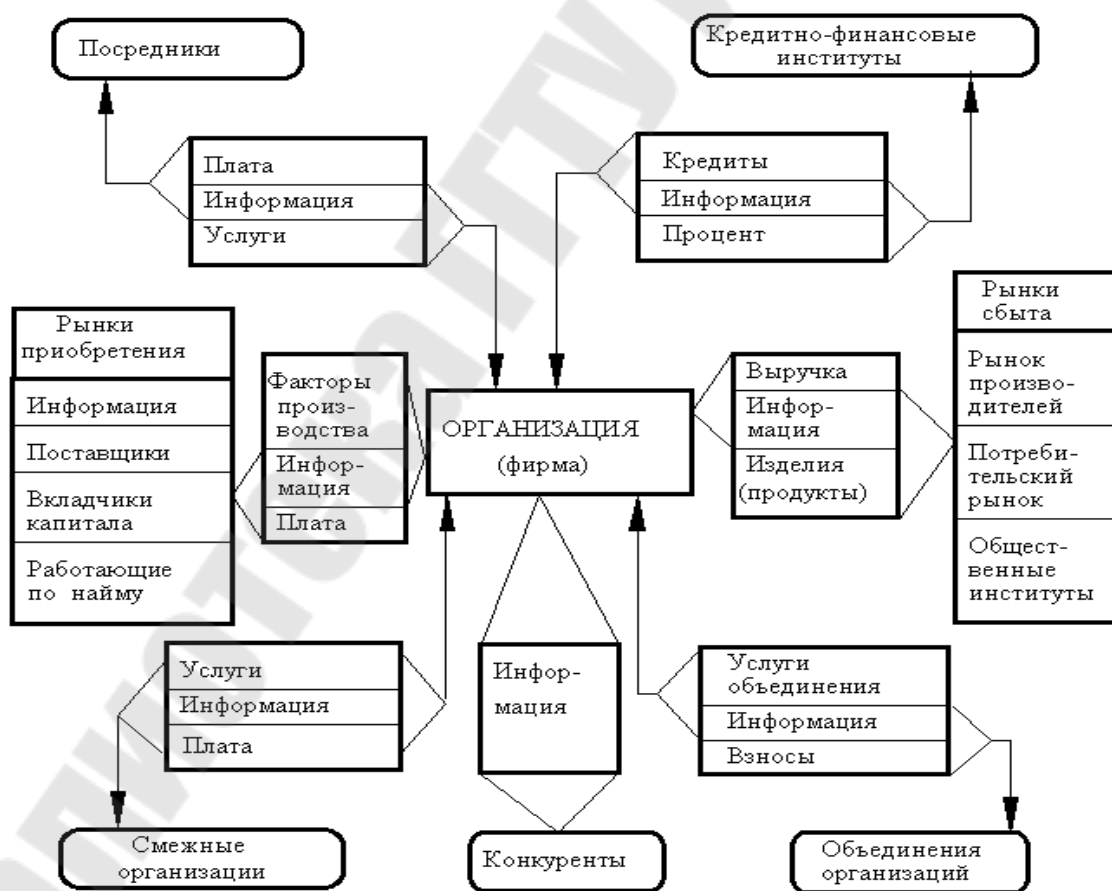 Посредники
Кредитно-финансовые
институты
Плата
Информация
Услуги
Кредиты
Информация
Процент
Рынки
приобретения
Информация
Поставщики
Вкладчики
капитала
Работающие
по найму
Факторы
произ-
водства
Инфор-
мация
Плата
ОРГАНИЗАЦИЯ
(фирма)
Выручка
Инфор-
мация
Изделия
(продукты)
Рынки
сбыта
Рынок
произво-
дителей
Потреби-
тельский
рынок
Общест-
венные
институты
Услуги
Информация
Плата
Инфор-
мация
Услуги
объединения
Информация
Взносы
Смежные
организации
Конкуренты
Объединения
организаций